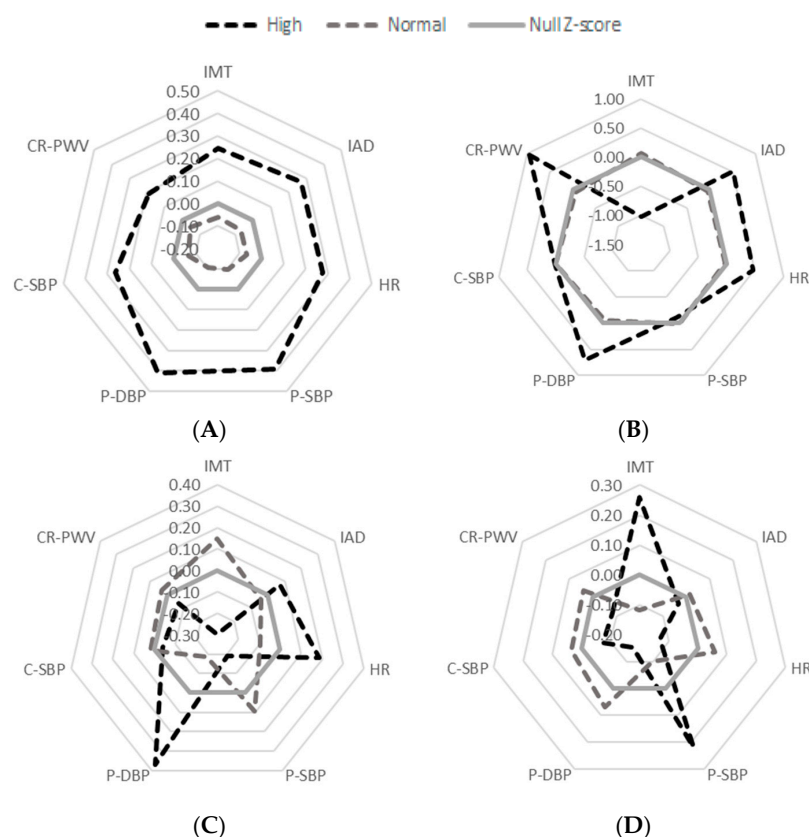 High Normal Null Z-score
IMT
0.50
0.40
0.30
0.20
0.10
0.00
-0.10
-0.20
IAD
HR
P-SBP
P-DBP
C-SBP
CR-PWV
(A)
IMT
1.00
0.50
0.00
-0.50
-1.00
-1.50
IAD
HR
P-SBP
P-DBP
C-SBP
CR-PWV
(B)
IMT
0.40
0.30
0.20
0.10
0.00
-0.10
-0.20
-0.30
IAD
HR
P-SBP
P-DBP
C-SBP
CR-PWV
(C)
IMT
0.30
0.20
0.10
0.00
-0.10
-0.20
IAD
HR
P-SBP
P-DBP
C-SBP
CR-PWV
(D)